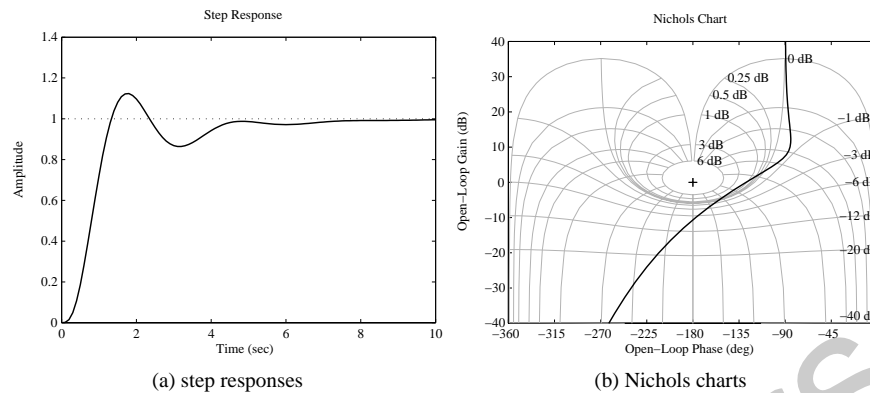 Step Response
1.4
1.2
1
0.8
0.6
0.4
0.2
0
Amplitude
0 2 4 6 8 10
Time (sec)
(a) step responses
Nichols Chart
40
30
20
10
0
−10
−20
−30
−40
Open−Loop Gain (dB)
0 dB
0.25 dB
0.5 dB
1 dB
3 dB
6 dB
−1 dB
−3 dB
−6 dB
−12 dB
−20 dB
−40 dB
−360 −315 −270 −225 −180 −135 −90 −45
Open−Loop Phase (deg)
(b) Nichols charts